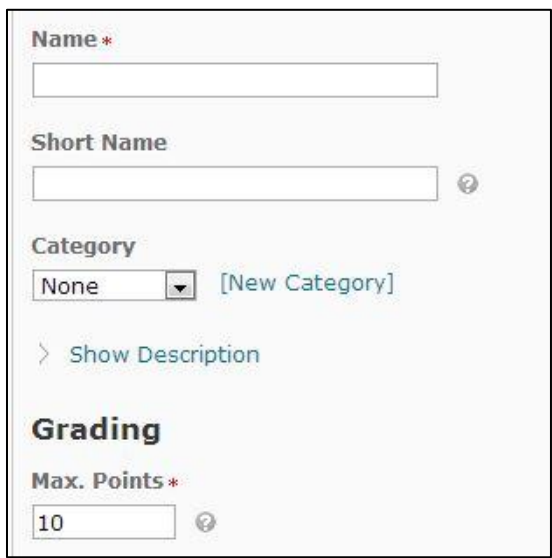 Name *
Short Name
Category
None [New Category]
Show Description
Grading
Max. Points *
10